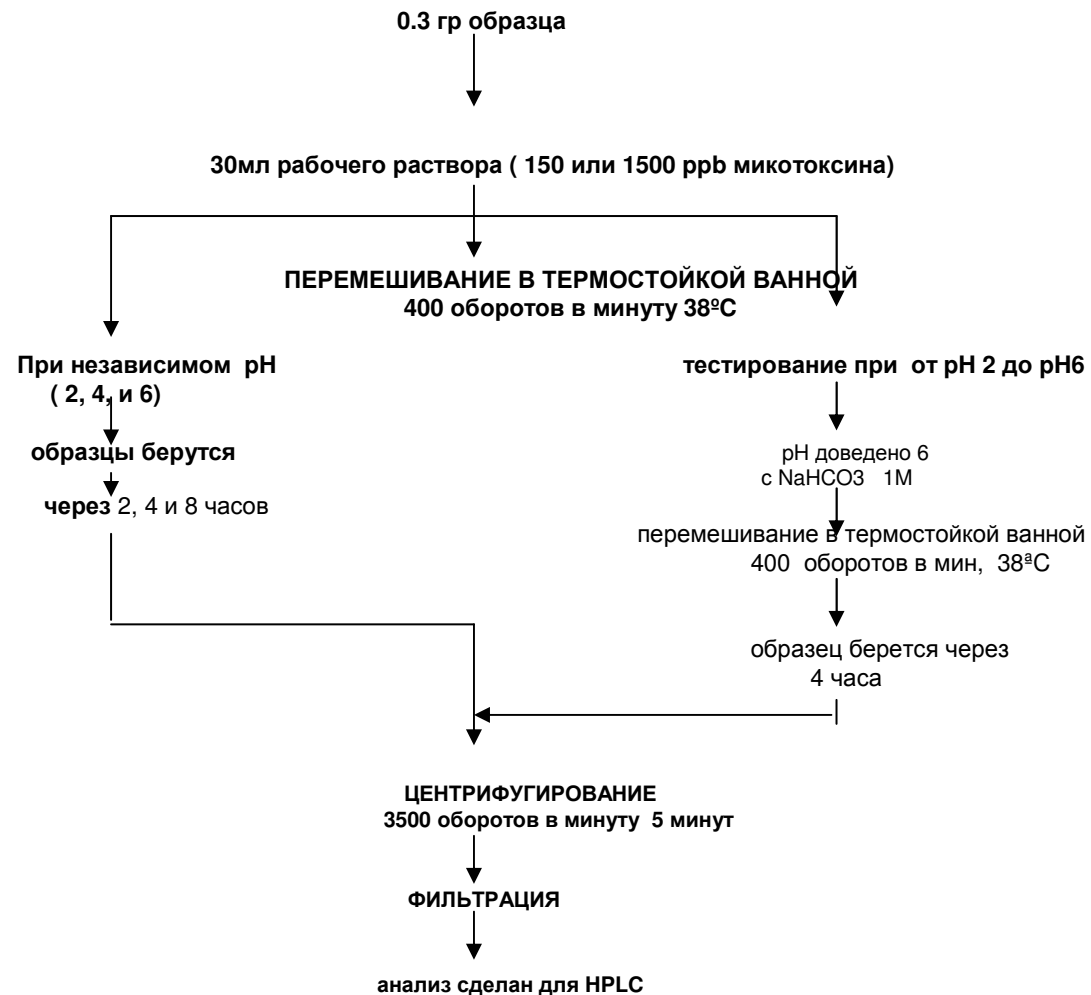 0.3 гр образца
30мл рабочего раствора ( 150 или 1500 ppb микотоксина)
ПЕРЕМЕШИВАНИЕ В ТЕРМОСТОЙКОЙ ВАННОЙ
400 оборотов в минуту 38ºC
При независимом pH
( 2, 4, и 6)
образцы берутся
через 2, 4 и 8 часов
тестирование при от pH 2 до pH6
pH доведено 6
с NaHCO3 1M
перемешивание в термостойкой ванной
400 оборотов в мин, 38ªC
образец берется через
4 часа
ЦЕНТРИФУГИРОВАНИЕ
3500 оборотов в минуту 5 минут
ФИЛЬТРАЦИЯ
анализ сделан для HPLC